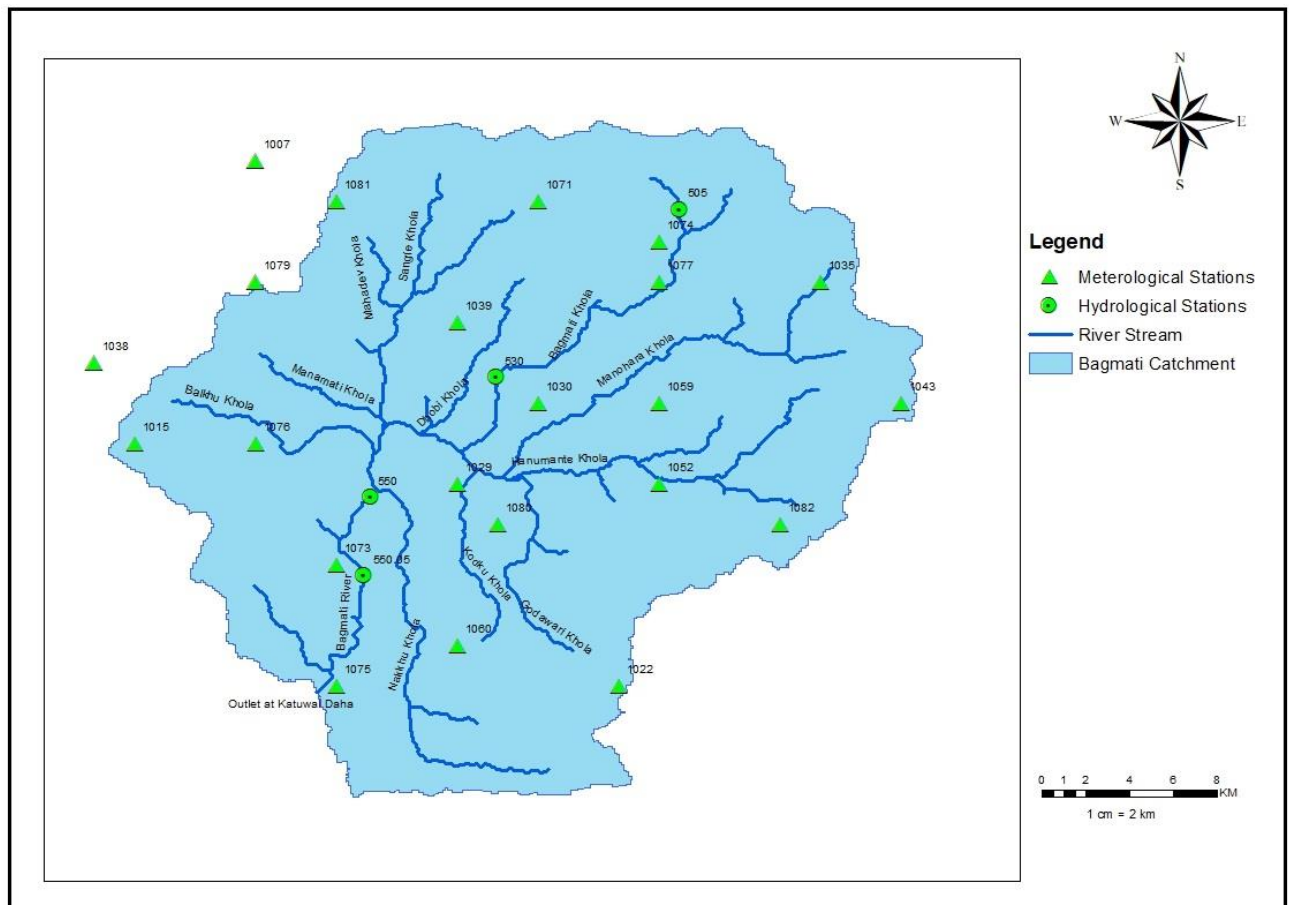 N
W
E
S
1007
1081
1071
505
1074
1079
1077
1035
Mahadev Khola
Sangle Khola
1039
Bagmati Khola
1038
530
Manohara Khola
Manamati Khola
Balkhu Khola
Dhobi Khola
1030
1059
1043
1015
1076
Hanumante Khola
1029
1052
550
1080
1082
1073
550.05
Kodku Khola
Bagmati River
Godawari Khola
Nakkhu Khola
1060
1075
1022
Outlet at Katuwal Daha
Legend
Meterological Stations
Hydrological Stations
River Stream
Bagmati Catchment
0 1 2 4 6 8
KM
1 cm = 2 km